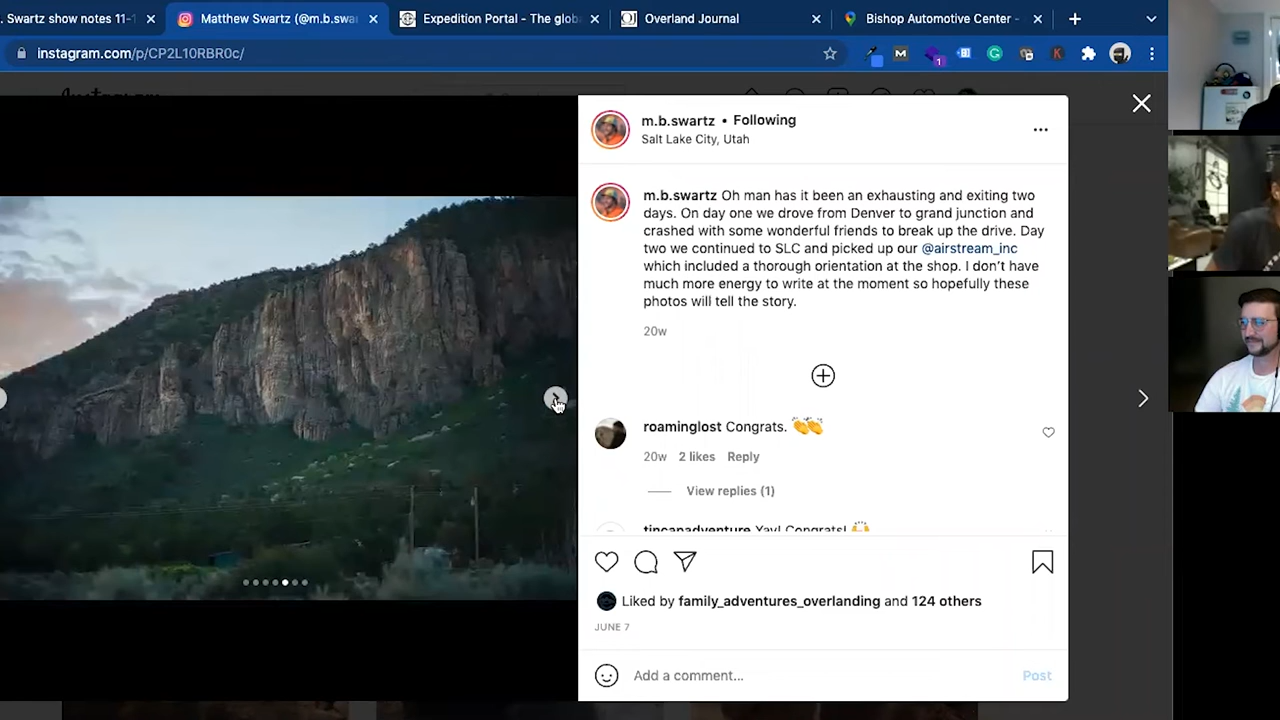 . Swartz show notes 11-1
Matthew Swartz (@m.b.swa
Expedition Portal - The globa
Overland Journal
Bishop Automotive Center -
instagram.com/p/CP2L10RBR0c/
m.b.swartz • Following
Salt Lake City, Utah
m.b.swartz Oh man has it been an exhausting and exiting two
days. On day one we drove from Denver to grand junction and
crashed with some wonderful friends to break up the drive. Day
two we continued to SLC and picked up our @airstream_inc
which included a thorough orientation at the shop. I don't have
much more energy to write at the moment so hopefully these
photos will tell the story.
20w
roaminglost Congrats. 👏👏
20w 2 likes Reply
View replies (1)
tincanadventure Yay! Congrats! 🙌
Liked by family_adventures_overlanding and 124 others
JUNE 7
Add a comment...
Post